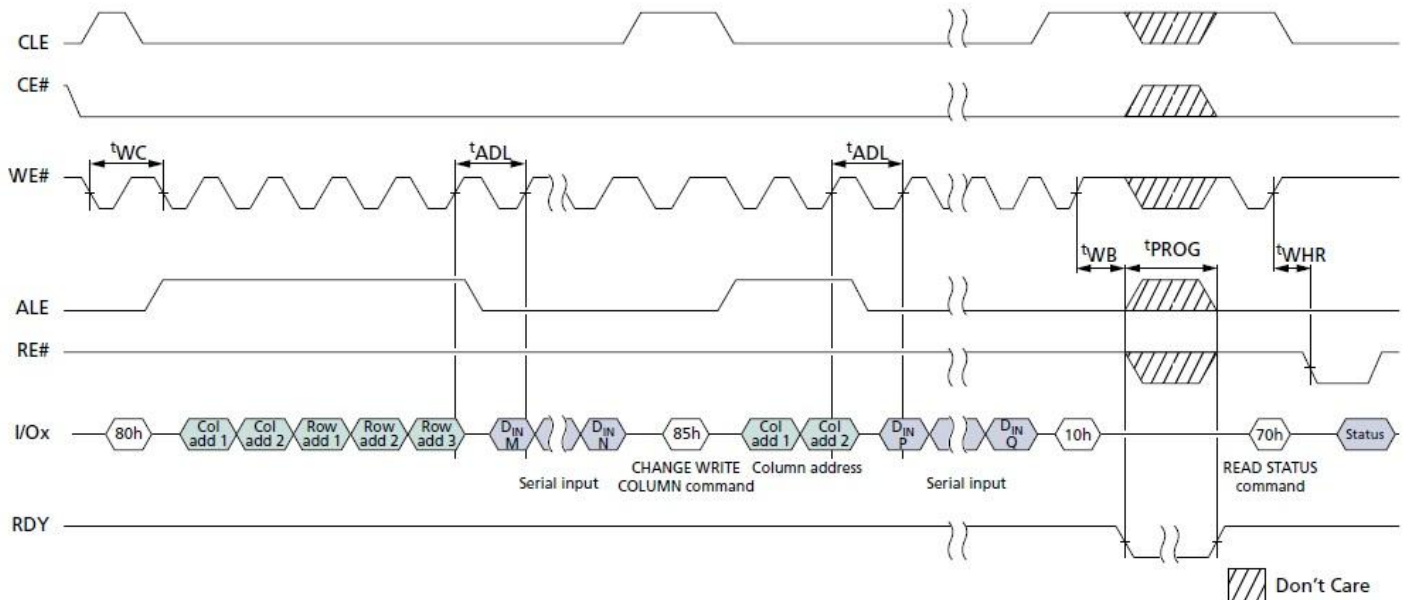 CLE
CE#
tWC
tADL
tADL
WE#
tWB
tPROG
tWHR
ALE
RE#
I/Ox
80h
Col add 1
Col add 2
Row add 1
Row add 2
Row add 3
DIN M
DIN N
85h
Col add 1
Col add 2
DIN P
DIN Q
10h
70h
Status
CHANGE WRITE
COLUMN command
Column address
READ STATUS
command
Serial input
Serial input
RDY
Don't Care